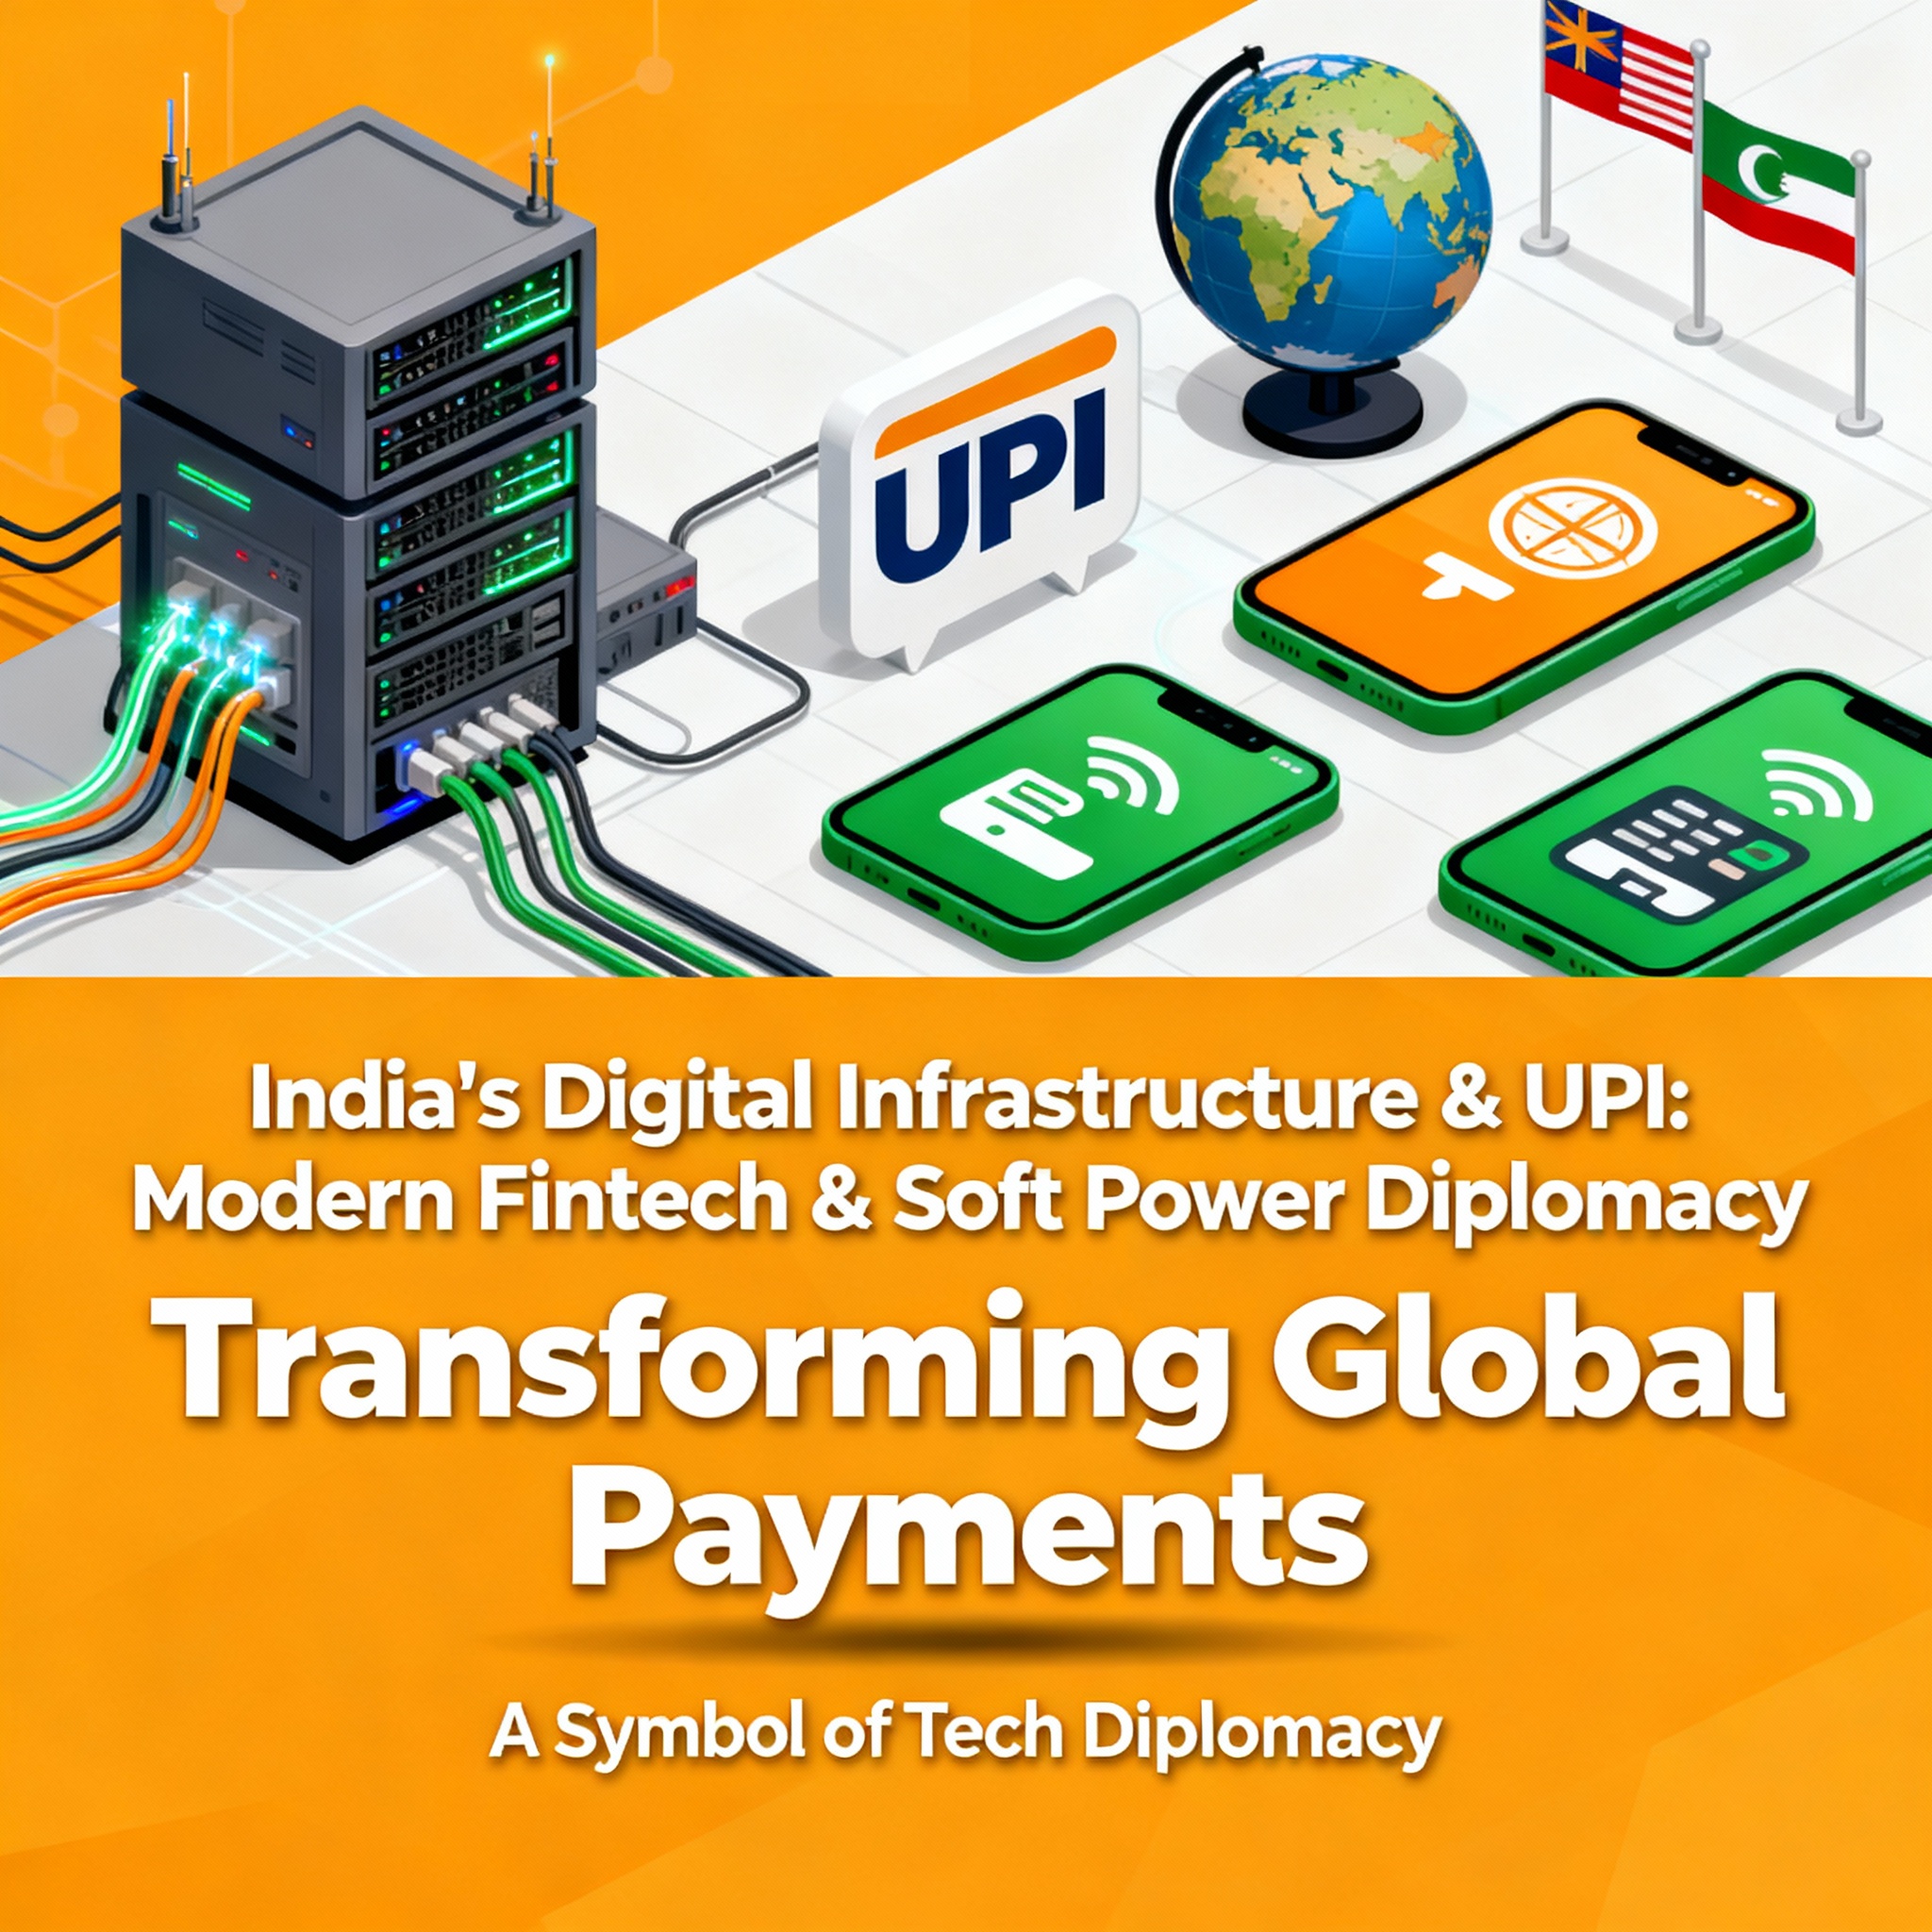 UPI
India's Digital Infrastructure & UPI:
Modern Fintech & Soft Power Diplomacy
Transforming Global
Payments
A Symbol of Tech Diplomacy